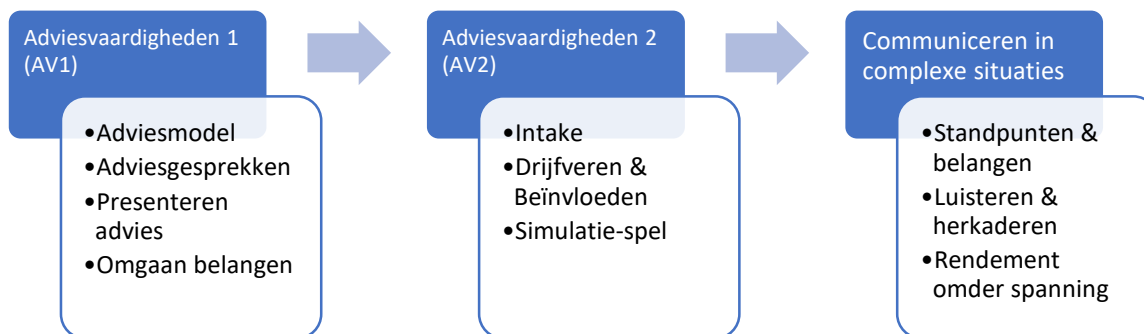 Adviesvaardigheden 1
(AV1)
•Adviesmodel
•Adviesgesprekken
•Presenteren
advies
•Omgaan belangen
Adviesvaardigheden 2
(AV2)
•Intake
•Drijfveren &
Beïnvloeden
•Simulatie-spel
Communiceren in
complexe situaties
•Standpunten &
belangen
•Luisteren &
herkaderen
•Rendement
omder spanning